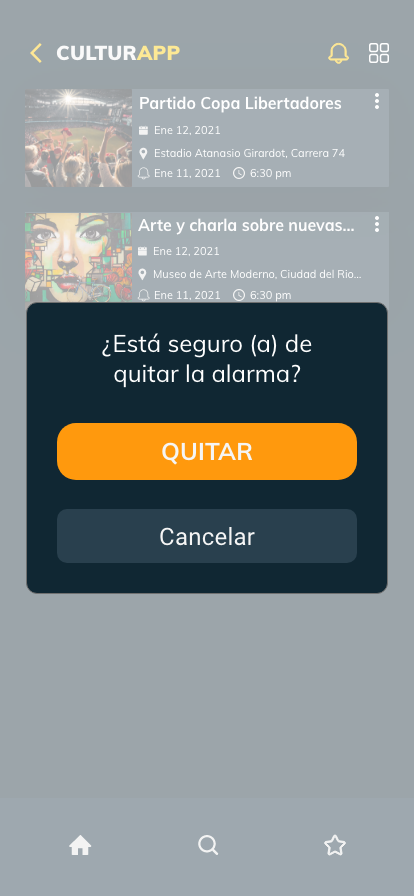 CULTURAPP
Partido Copa Libertadores
Ene 12, 2021
Estadio Atanasio Girardot, Carrera 74
Ene 11, 2021 6:30 pm
Arte y charla sobre nuevas...
Ene 12, 2021
Museo de Arte Moderno, Ciudad del Rio...
Ene 11, 2021 6:30 pm
¿Está seguro (a) de
quitar la alarma?
QUITAR
Cancelar